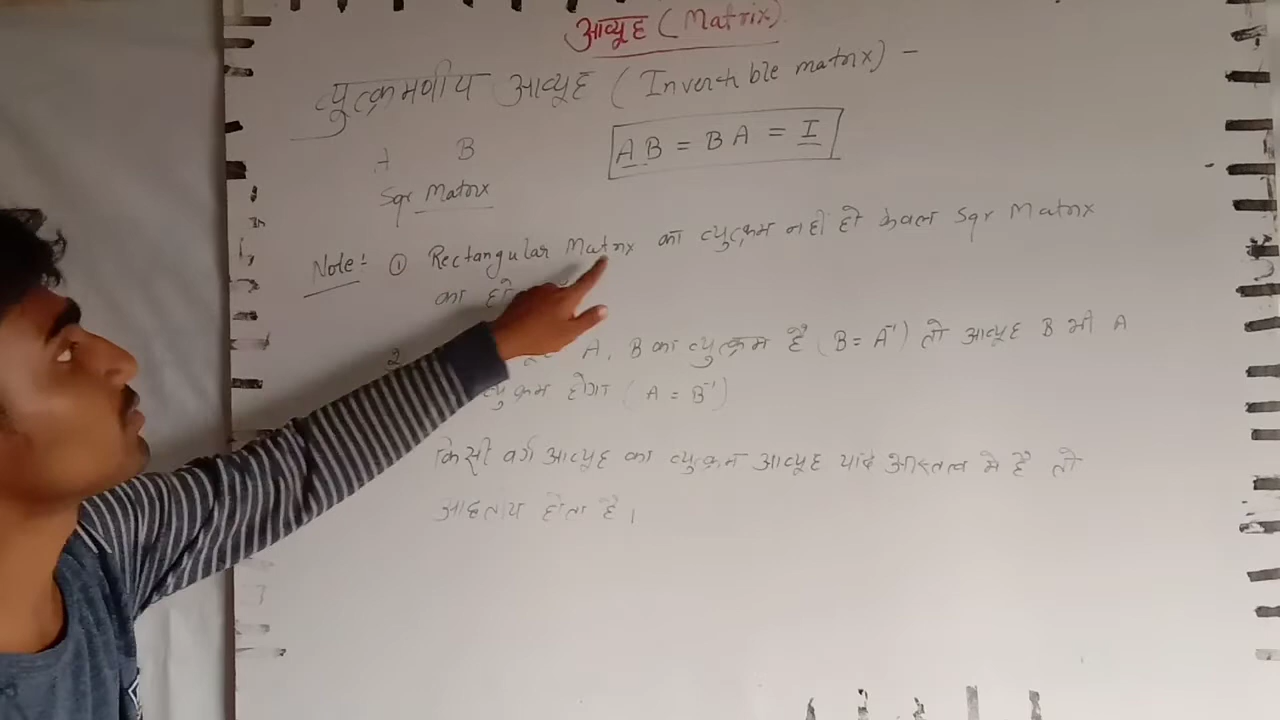 आव्यूह (Matrix)
व्युत्क्रमणीय आव्यूह (Invertible matrix) -
A B
AB = BA = I
Sqr Matrix
Note: ① Rectangular Matrix का व्युत्क्रम नही हो केवल Sqr Matrix
का हो
2 A, B का व्युत्क्रम है (B = A⁻¹) तो आव्यूह B भी A
व्युत्क्रम होगा (A = B⁻¹)
किसी वर्ग आव्यूह का व्युत्क्रम आव्यूह यदि अस्तित्व मे है तो
होता है।